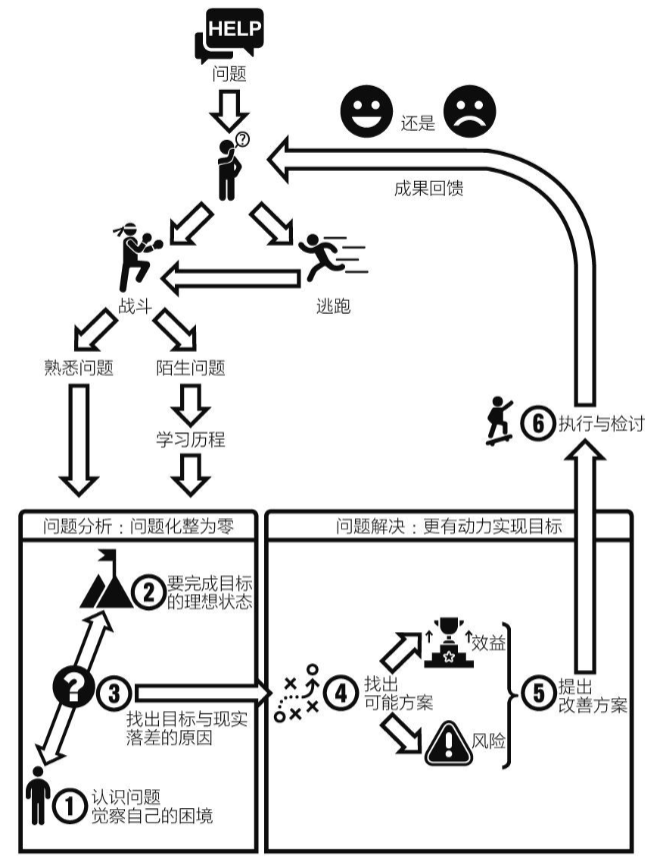 HELP
问题
?
还是
成果回馈
战斗
逃跑
熟悉问题
陌生问题
学习历程
6 执行与检讨
问题分析：问题化整为零
问题解决：更有动力实现目标
2 要完成目标
的理想状态
?
3
找出目标与现实
落差的原因
1 认识问题
觉察自己的困境
4 找出
可能方案
效益
!
风险
5 提出
改善方案